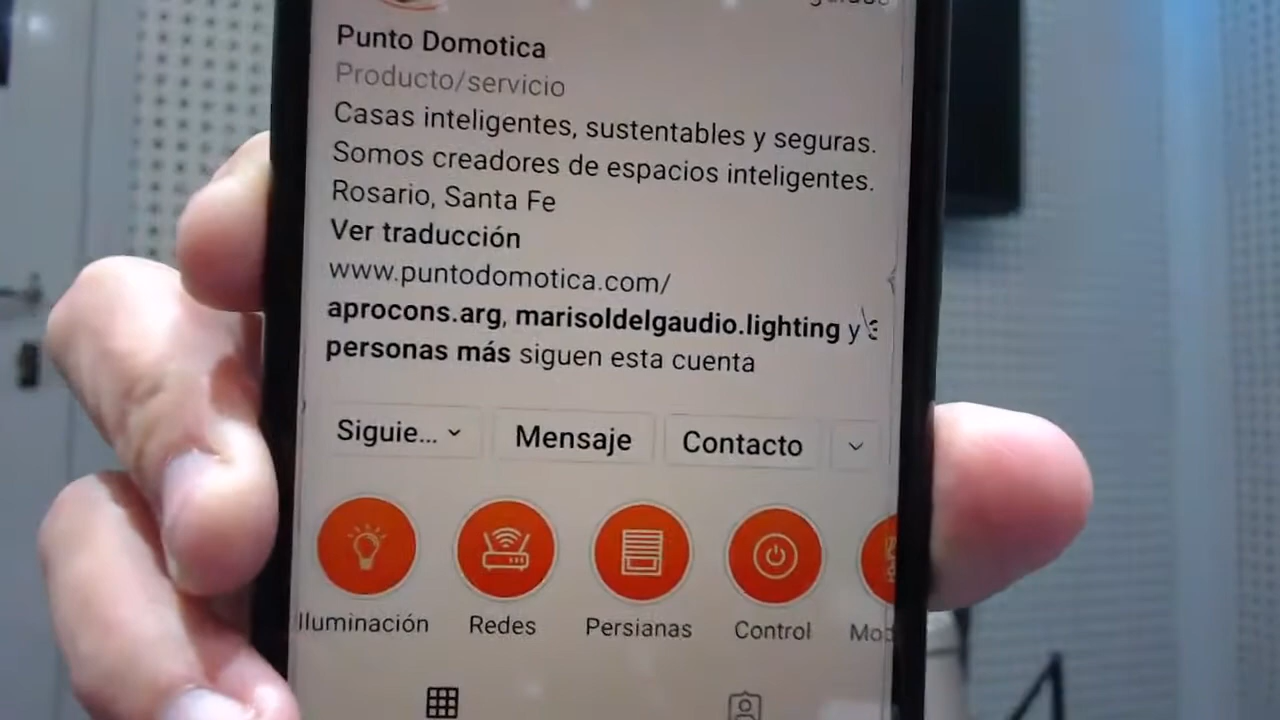 Punto Domotica
Producto/servicio
Casas inteligentes, sustentables y seguras.
Somos creadores de espacios inteligentes.
Rosario, Santa Fe
Ver traducción
www.puntodomotica.com/
aprocons.arg, marisoldelgaudio.lighting y 3
personas más siguen esta cuenta
Siguie... Mensaje Contacto
Iluminación Redes Persianas Control